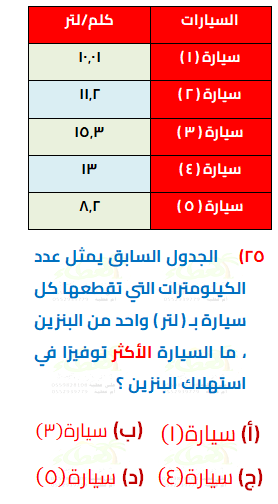 السيارات كلم/لتر
سيارة (١) ١٠,٠١
سيارة (٢) ١١,٢
سيارة (٣) ١٥,٣
سيارة (٤) ١٣
سيارة (٥) ٨,٢
٢٥) الجدول السابق يمثل عدد
الكيلومترات التي تقطعها كل
سيارة بـ (لتر) واحد من البنزين
، ما السيارة الأكثر توفيرًا في
استهلاك البنزين ؟
(أ) سيارة(١) (ب) سيارة(٣)
(ج) سيارة(٤) (د) سيارة(٥)